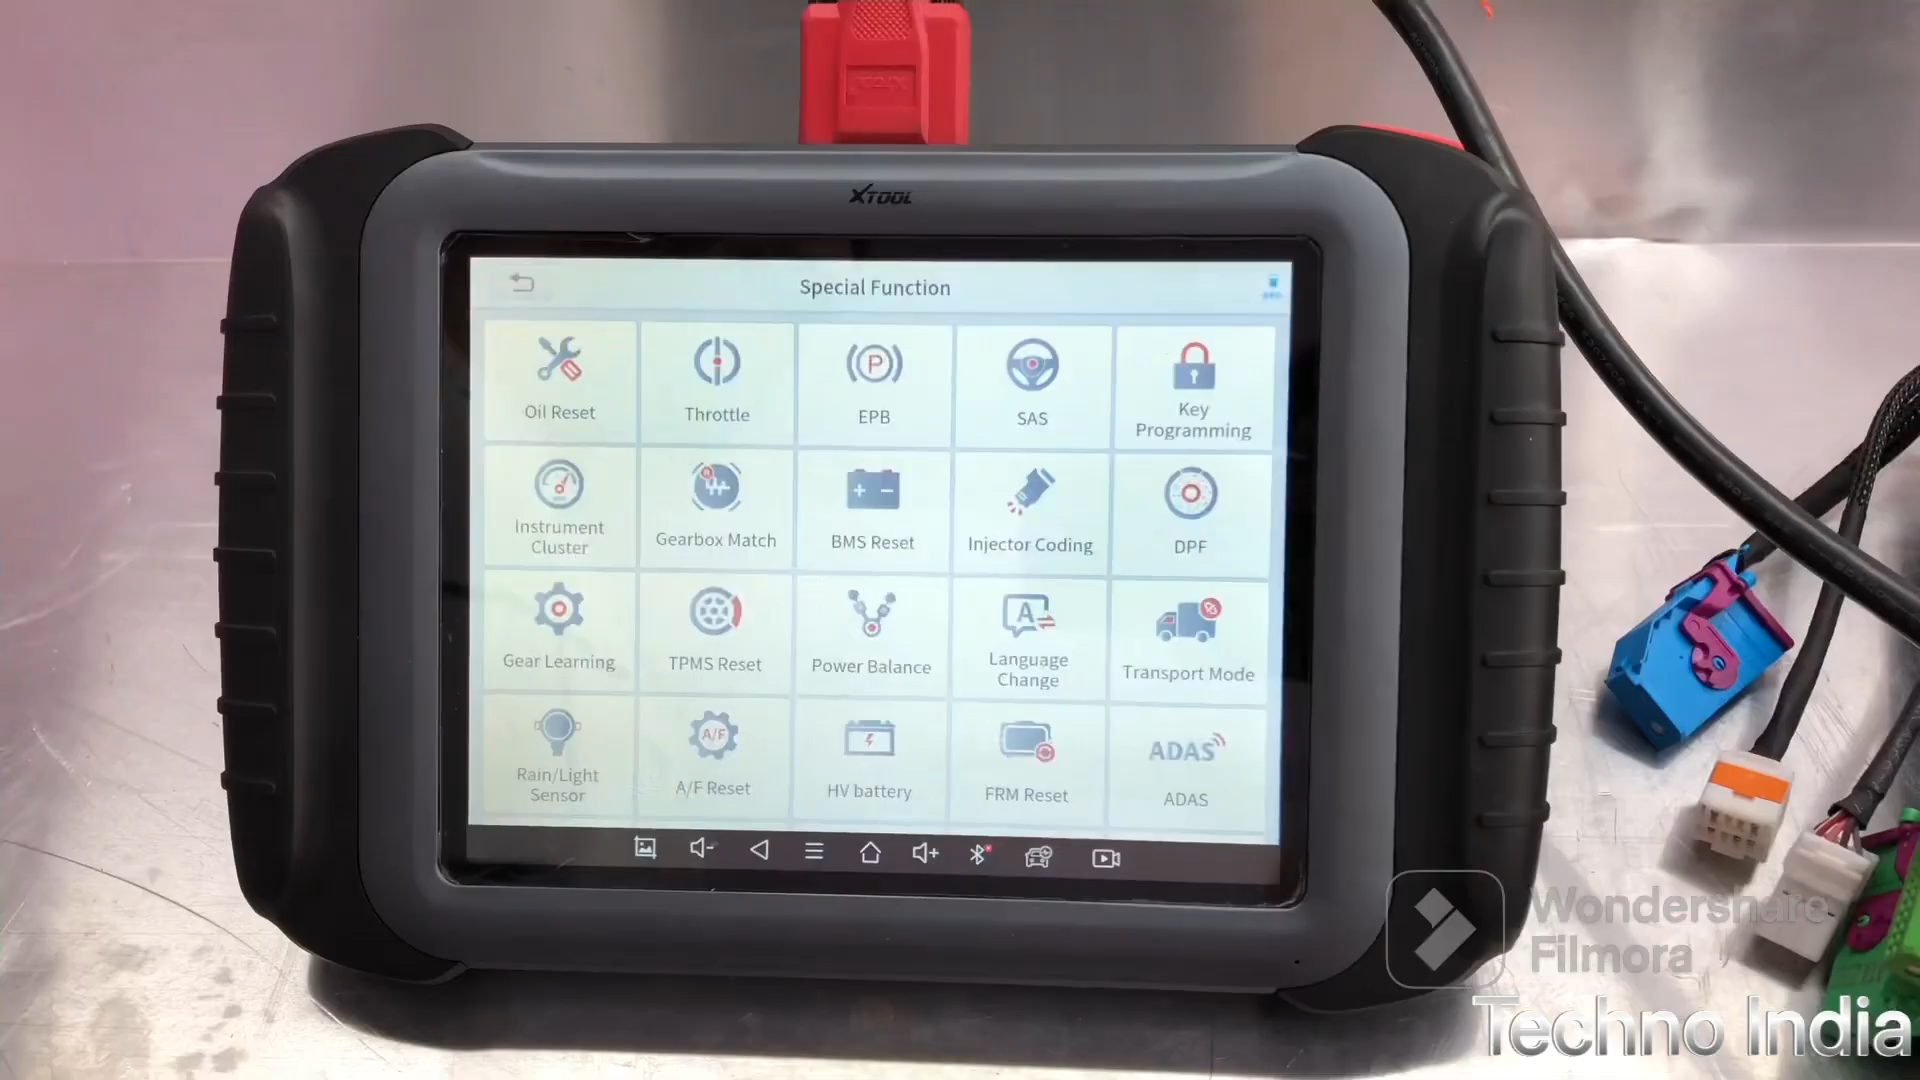 XTOOL
Special Function
Oil Reset
Throttle
P
EPB
SAS
Key
Programming
Instrument
Cluster
Gearbox Match
BMS Reset
Injector Coding
DPF
Gear Learning
TPMS Reset
Power Balance
A
Language
Change
Transport Mode
Rain/Light
Sensor
A/F
A/F Reset
HV battery
FRM Reset
ADAS
ADAS
Wondershare
Filmora
Techno India